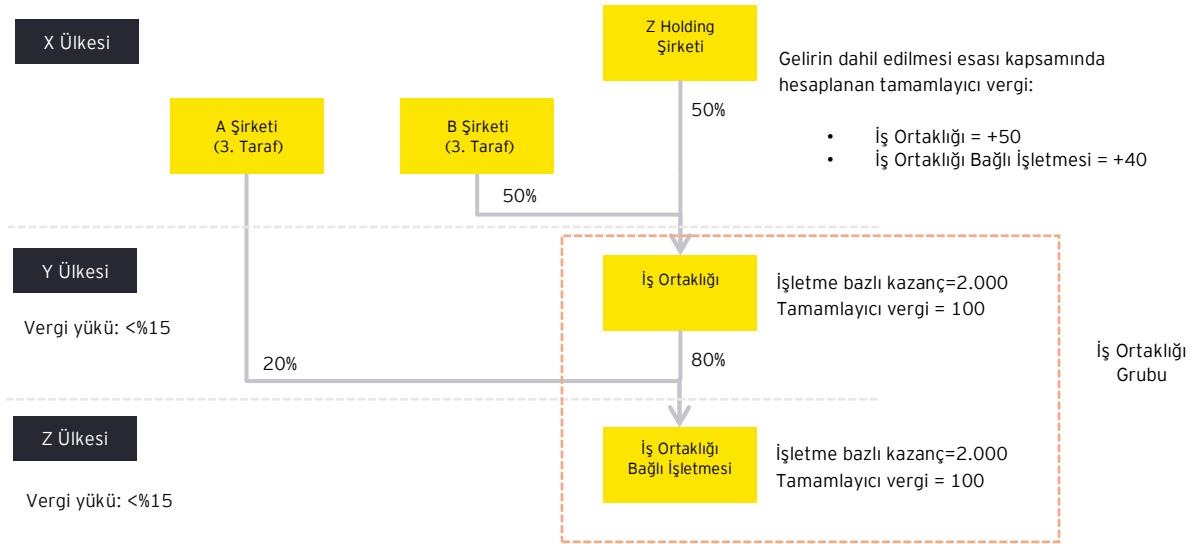 X Ülkesi
Z Holding
Şirketi
Gelirin dahil edilmesi esası kapsamında
hesaplanan tamamlayıcı vergi:
• İş Ortaklığı = +50
• İş Ortaklığı Bağlı İşletmesi = +40
50%
A Şirketi
(3. Taraf)
B Şirketi
(3. Taraf)
50%
Y Ülkesi
Vergi yükü: <%15
İş Ortaklığı
İşletme bazlı kazanç=2.000
Tamamlayıcı vergi = 100
20%
80%
İş Ortaklığı
Grubu
Z Ülkesi
Vergi yükü: <%15
İş Ortaklığı
Bağlı İşletmesi
İşletme bazlı kazanç=2.000
Tamamlayıcı vergi = 100